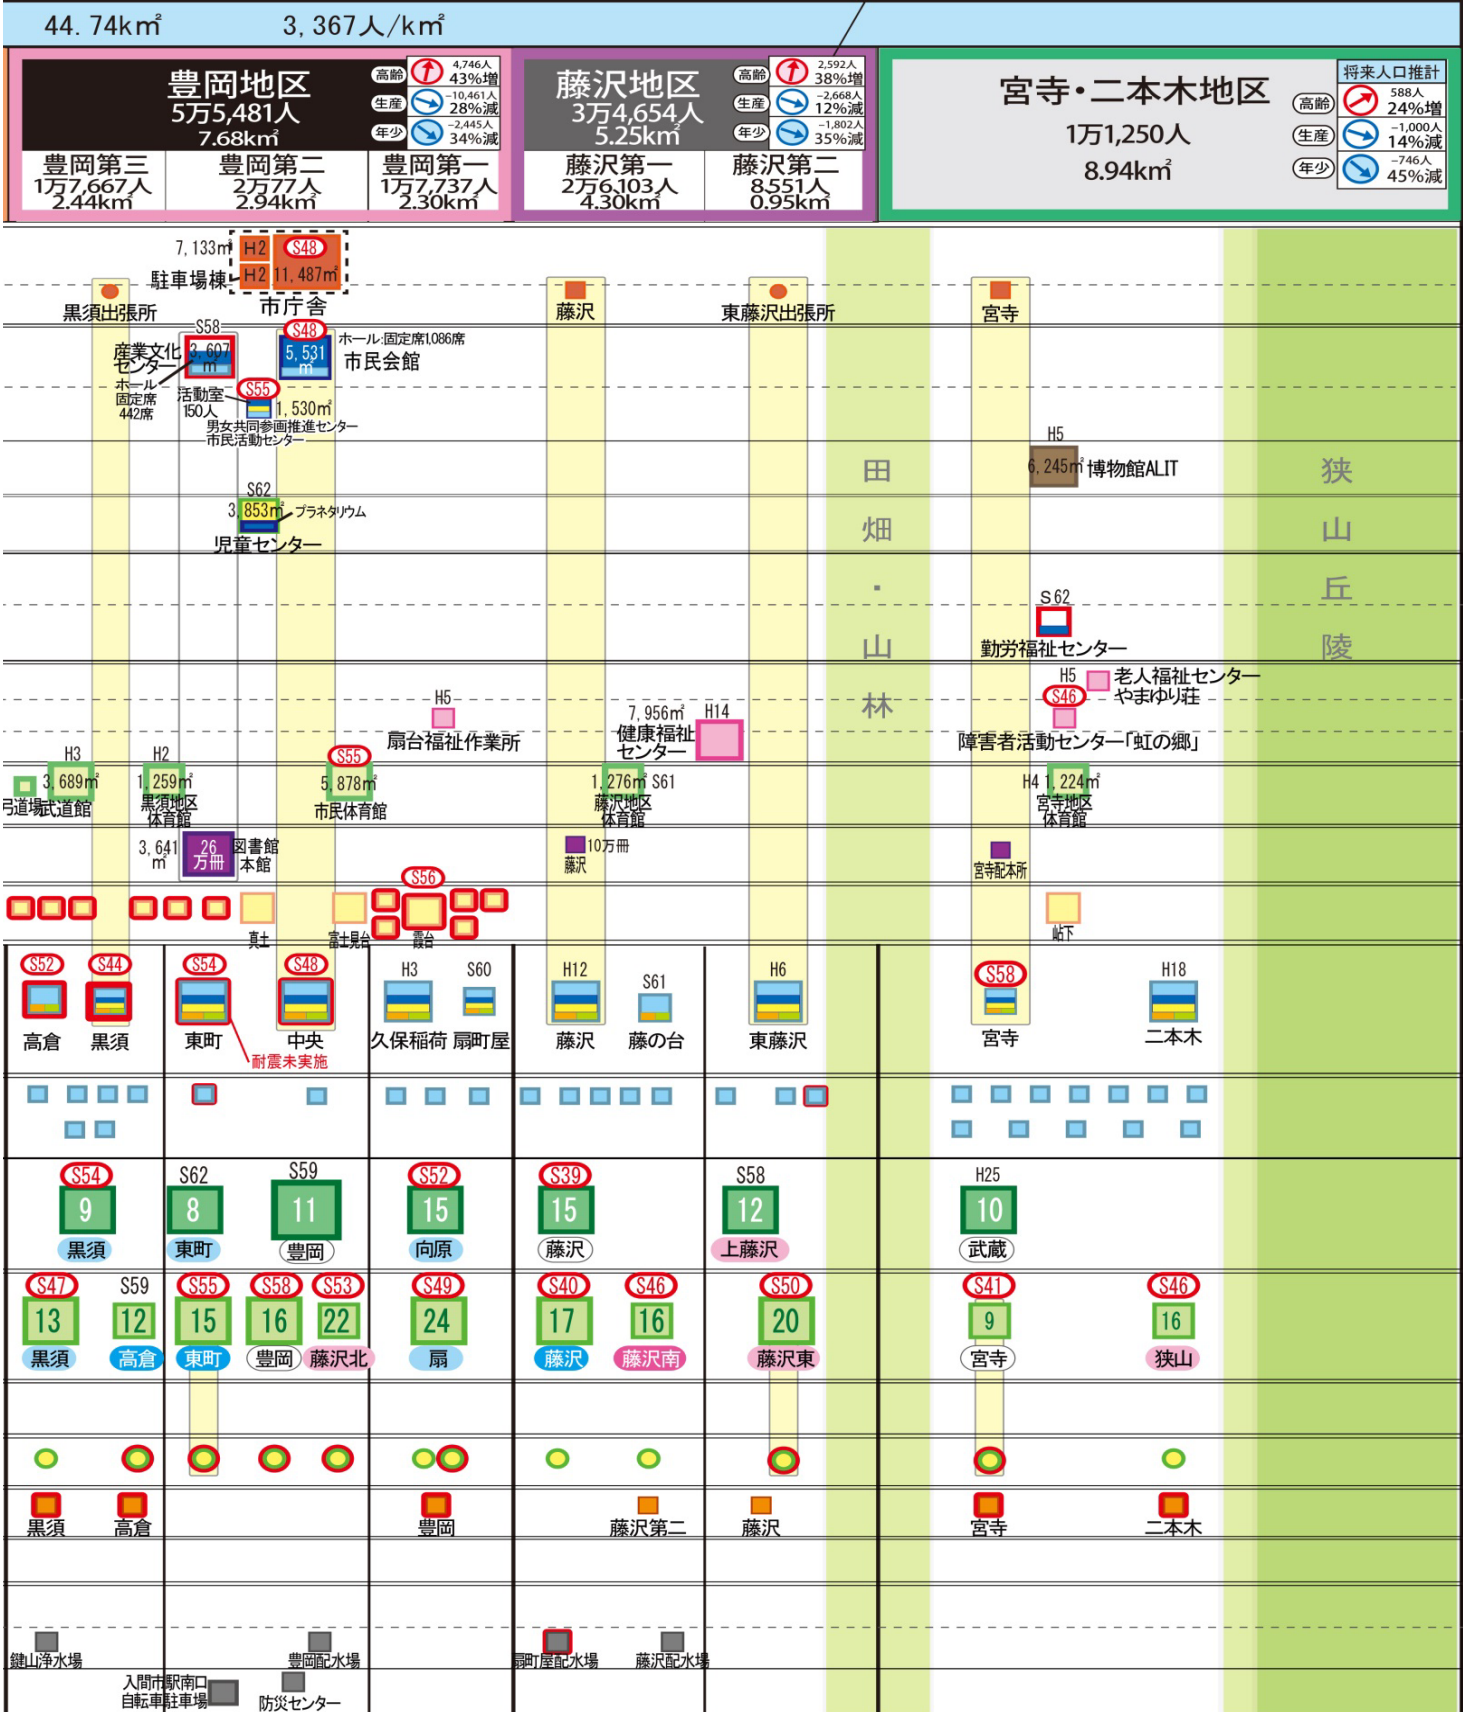 44.74k㎡ 3,367人/k㎡
豊岡地区
5万5,481人
7.68k㎡
高齢 4,746人 43%増
生産 -10,461人 28%減
年少 -2,445人 34%減
豊岡第三
1万7,667人
2.44k㎡
豊岡第二
2万77人
2.94k㎡
豊岡第一
1万7,737人
2.30k㎡
藤沢地区
3万4,654人
5.25k㎡
高齢 2,592人 38%増
生産 -2,668人 12%減
年少 -1,802人 35%減
藤沢第一
2万6,103人
4.30k㎡
藤沢第二
8,551人
0.95k㎡
宮寺・二本木地区
1万1,250人
8.94k㎡
将来人口推計
高齢 588人 24%増
生産 -1,000人 14%減
年少 -746人 45%減
7,133㎡ H2 S48
駐車場棟 H2 11,487㎡
市庁舎
黒須出張所
藤沢
東藤沢出張所
宮寺
S58
産業文化
センター
3,607
㎡
ホール
固定席
442席
S48
5,531
㎡
ホール:固定席1,086席
市民会館
S55
活動室
150人
1,530㎡
男女共同参画推進センター
市民活動センター
H5
6,245㎡ 博物館ALIT
S62
3,853㎡ プラネタリウム
児童センター
田畑・山林
狭山丘陵
S62
勤労福祉センター
H5 老人福祉センター
やまゆり荘
S46
障害者活動センター「虹の郷」
H5
扇台福祉作業所
7,956㎡ H14
健康福祉
センター
弓道場
H3
3,689㎡
武道館
H2
1,259㎡
黒須地区
体育館
S55
5,878㎡
市民体育館
1,276㎡ S61
藤沢地区
体育館
H4 1,224㎡
宮寺地区
体育館
3,641
㎡
26
万冊
図書館
本館
10万冊
藤沢
宮寺配本所
S56
真土 富士見台 霞台
岾下
S52 S44 S54 S48 H3 S60 H12 S61 H6 S58 H18
高倉 黒須 東町 中央 久保稲荷 扇町屋 藤沢 藤の台 東藤沢 宮寺 二本木
耐震未実施
S54 S62 S59 S52 S39 S58 H25
9 8 11 15 15 12 10
黒須 東町 豊岡 向原 藤沢 上藤沢 武蔵
S47 S59 S55 S58 S53 S49 S40 S46 S50 S41 S46
13 12 15 16 22 24 17 16 20 9 16
黒須 高倉 東町 豊岡 藤沢北 扇 藤沢 藤沢南 藤沢東 宮寺 狭山
黒須 高倉 豊岡 藤沢第二 藤沢 宮寺 二本木
鍵山浄水場 豊岡配水場 扇町屋配水場 藤沢配水場
入間市駅南口
自転車駐車場
防災センター